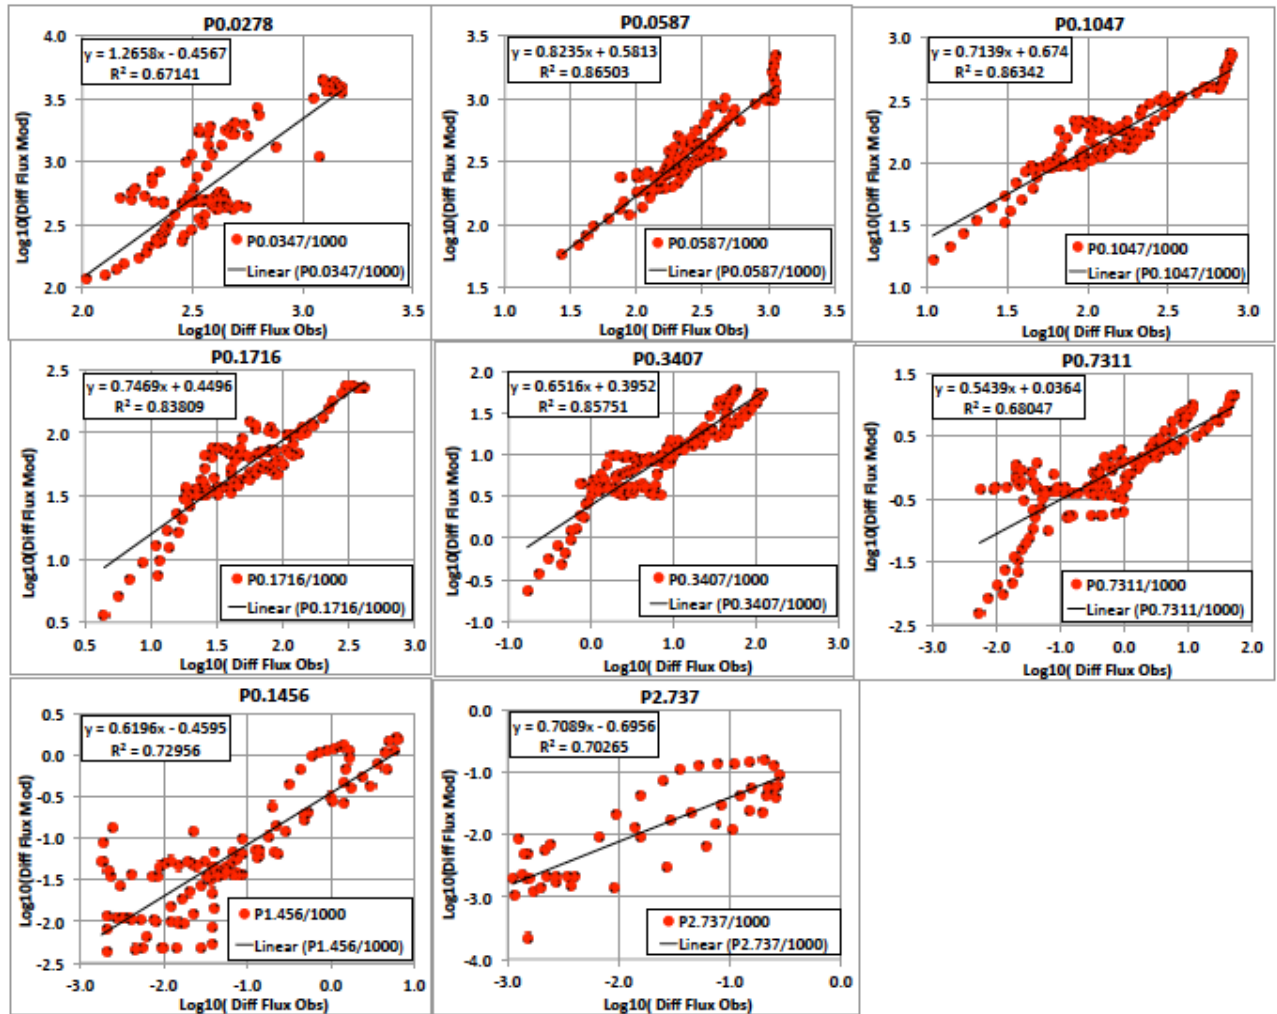 P0.0278
y = 1.2658x - 0.4567
R² = 0.67141
4.0
3.5
3.0
2.5
2.0
2.0 2.5 3.0 3.5
Log10(Diff Flux Mod)
Log10( Diff Flux Obs)
P0.0347/1000
Linear (P0.0347/1000)
P0.0587
y = 0.8235x + 0.5813
R² = 0.86503
3.5
3.0
2.5
2.0
1.5
1.0 1.5 2.0 2.5 3.0 3.5
Log10(Diff Flux Mod)
Log10( Diff Flux Obs)
P0.0587/1000
Linear (P0.0587/1000)
P0.1047
y = 0.7139x + 0.674
R² = 0.86342
3.0
2.5
2.0
1.5
1.0
1.0 1.5 2.0 2.5 3.0
Log10(Diff Flux Mod)
Log10( Diff Flux Obs)
P0.1047/1000
Linear (P0.1047/1000)
P0.1716
y = 0.7469x + 0.4496
R² = 0.83809
2.5
2.0
1.5
1.0
0.5
0.5 1.0 1.5 2.0 2.5 3.0
Log10(Diff Flux Mod)
Log10( Diff Flux Obs)
P0.1716/1000
Linear (P0.1716/1000)
P0.3407
y = 0.6516x + 0.3952
R² = 0.85751
2.0
1.5
1.0
0.5
0.0
-0.5
-1.0
-1.0 0.0 1.0 2.0 3.0
Log10(Diff Flux Mod)
Log10( Diff Flux Obs)
P0.3407/1000
Linear (P0.3407/1000)
P0.7311
y = 0.5439x + 0.0364
R² = 0.68047
1.5
0.5
-0.5
-1.5
-2.5
-3.0 -2.0 -1.0 0.0 1.0 2.0
Log10(Diff Flux Mod)
Log10( Diff Flux Obs)
P0.7311/1000
Linear (P0.7311/1000)
P0.1456
y = 0.6196x - 0.4595
R² = 0.72956
0.5
0.0
-0.5
-1.0
-1.5
-2.0
-2.5
-3.0 -2.0 -1.0 0.0 1.0
Log10(Diff Flux Mod)
Log10( Diff Flux Obs)
P1.456/1000
Linear (P1.456/1000)
P2.737
y = 0.7089x - 0.6956
R² = 0.70265
0.0
-1.0
-2.0
-3.0
-4.0
-3.0 -2.0 -1.0 0.0
Log10(Diff Flux Mod)
Log10( Diff Flux Obs)
P2.737/1000
Linear (P2.737/1000)